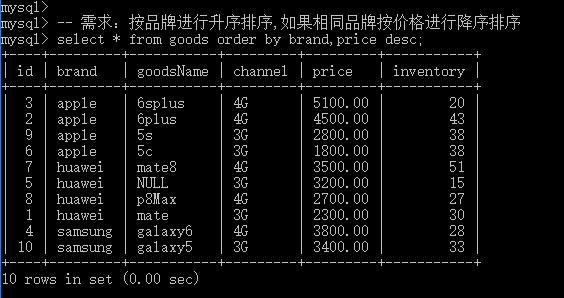 mysql>
mysql> -- 需求：按品牌进行升序排序,如果相同品牌按价格进行降序排序
mysql> select * from goods order by brand,price desc;
+----+---------+-----------+---------+---------+-----------+
| id | brand | goodsName | channel | price | inventory |
+----+---------+-----------+---------+---------+-----------+
| 3 | apple | 6splus | 4G | 5100.00 | 20 |
| 2 | apple | 6plus | 4G | 4500.00 | 43 |
| 9 | apple | 5s | 3G | 2800.00 | 38 |
| 6 | apple | 5c | 3G | 1800.00 | 38 |
| 7 | huawei | mate8 | 4G | 3500.00 | 51 |
| 5 | huawei | NULL | 3G | 3200.00 | 15 |
| 8 | huawei | p8Max | 4G | 2700.00 | 27 |
| 1 | huawei | mate | 3G | 2300.00 | 30 |
| 4 | samsung | galaxy6 | 4G | 3800.00 | 28 |
| 10 | samsung | galaxy5 | 3G | 3400.00 | 33 |
+----+---------+-----------+---------+---------+-----------+
10 rows in set (0.00 sec)